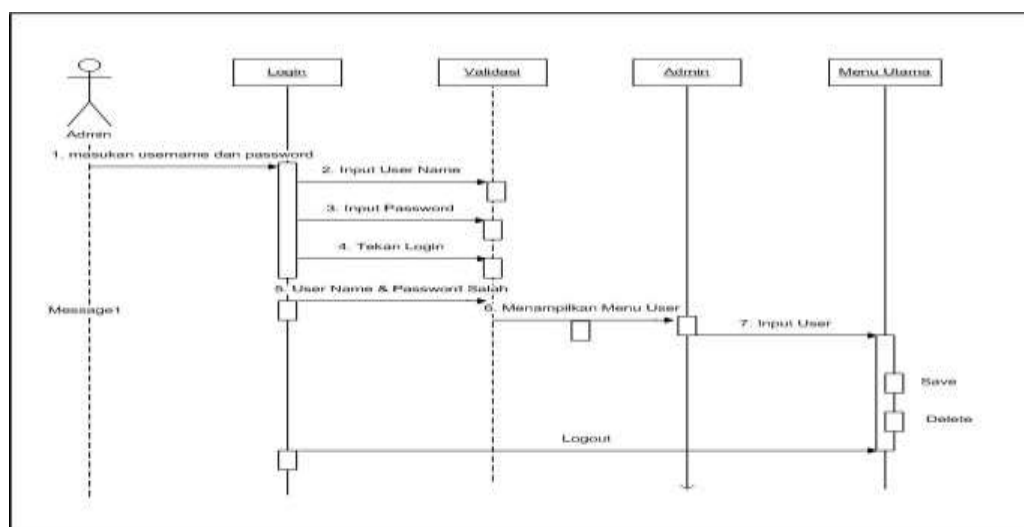 Login
Validasi
Admin
Menu Utama
Admin
1. masukan username dan password
2. Input User Name
3. Input Password
4. Tekan Login
5. User Name & Password Salah
Message1
6. Menampilkan Menu User
7. Input User
Save
Delete
Logout